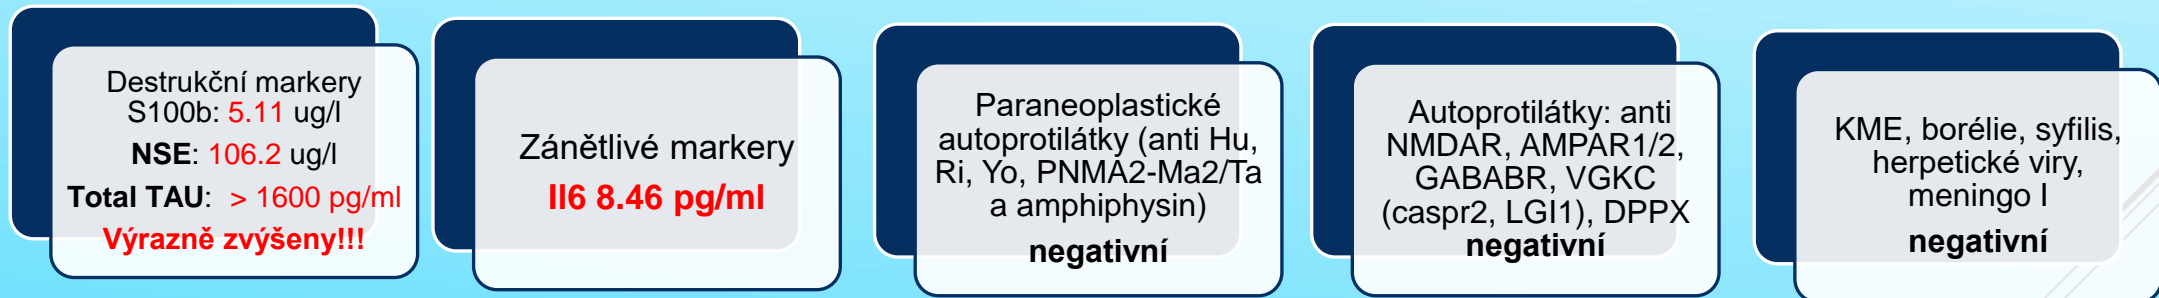 Destrukční markery
S100b: 5.11 ug/l
NSE: 106.2 ug/l
Total TAU: > 1600 pg/ml
Výrazně zvýšeny!!!
Zánětlivé markery
Il6 8.46 pg/ml
Paraneoplastické
autoprotilátky (anti Hu,
Ri, Yo, PNMA2-Ma2/Ta
a amphiphysin)
negativní
Autoprotilátky: anti
NMDAR, AMPAR1/2,
GABABR, VGKC
(caspr2, LGI1), DPPX
negativní
KME, borélie, syfilis,
herpetické viry,
meningo I
negativní